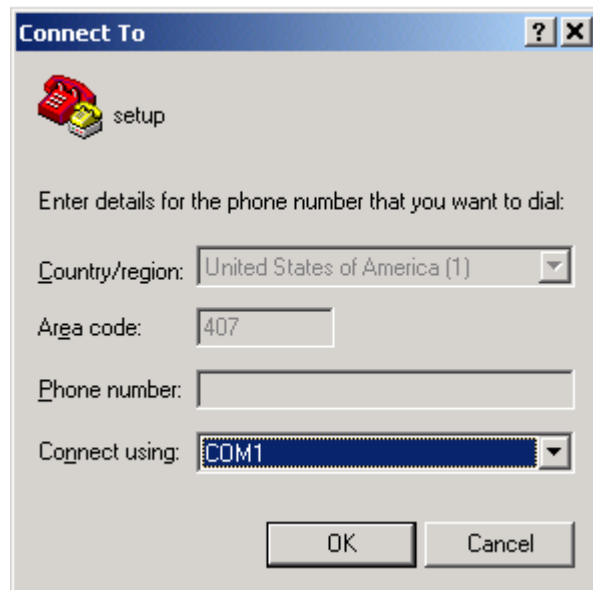 Connect To
setup
Enter details for the phone number that you want to dial:
Country/region: United States of America (1)
Area code: 407
Phone number:
Connect using: COM1
OK Cancel